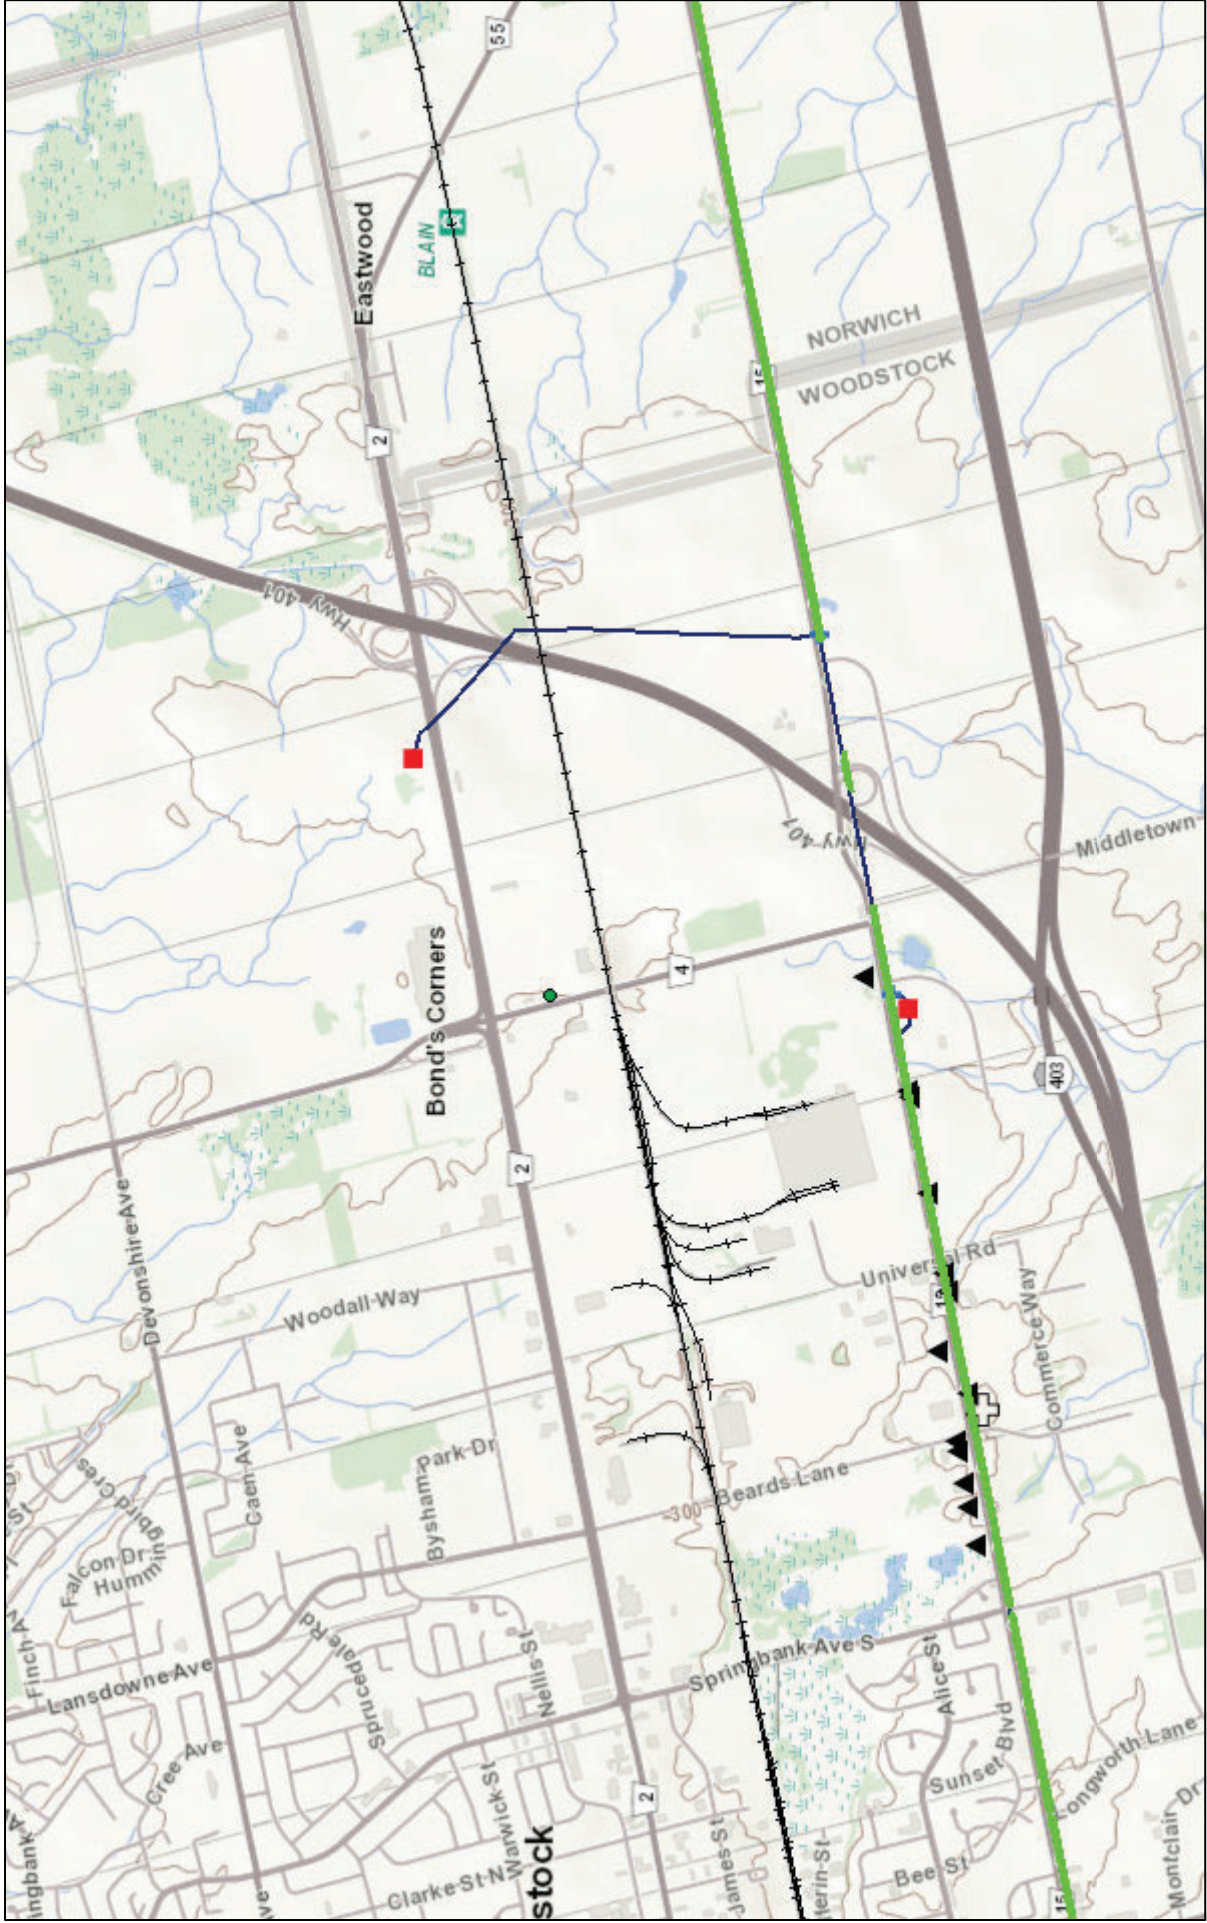 55
Eastwood
BLAIN
2
NORWICH
15
WOODSTOCK
Hwy 401
Hwy 401
Middletown
Bond's Corners
4
403
2
Devonshire Ave
Woodall Way
Universal Rd
Commerce Way
Caen Ave
Bysham Park Dr
300
Beards Lane
Hummingbird Cres
Falcon Dr
Finch Av
Lansdowne Ave
Sprucedale Rd
Nellis St
Springbank Ave S
Alice St
Cree Ave
Sunset Blvd
Longworth Lane
Warwick St
2
James St
Clarke St N
stock
Bee St
Montclair Dr
15